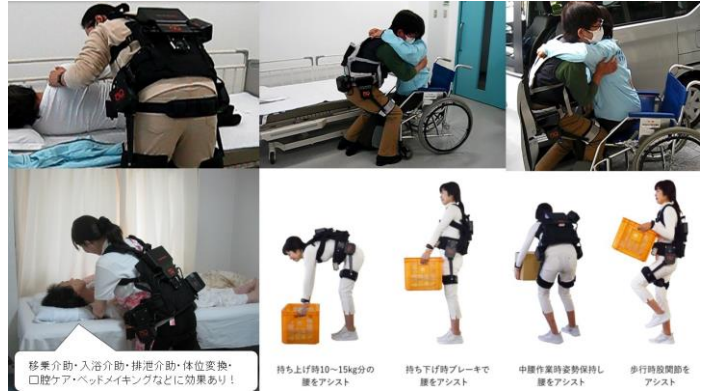 移乗介助・入浴介助・排泄介助・体位変換・
口腔ケア・ベッドメイキングなどに効果あり！
持ち上げ時10～15kg分の
腰をアシスト
持ち下げ時ブレーキで
腰をアシスト
中腰作業時姿勢保持し
腰をアシスト
歩行時股関節を
アシスト